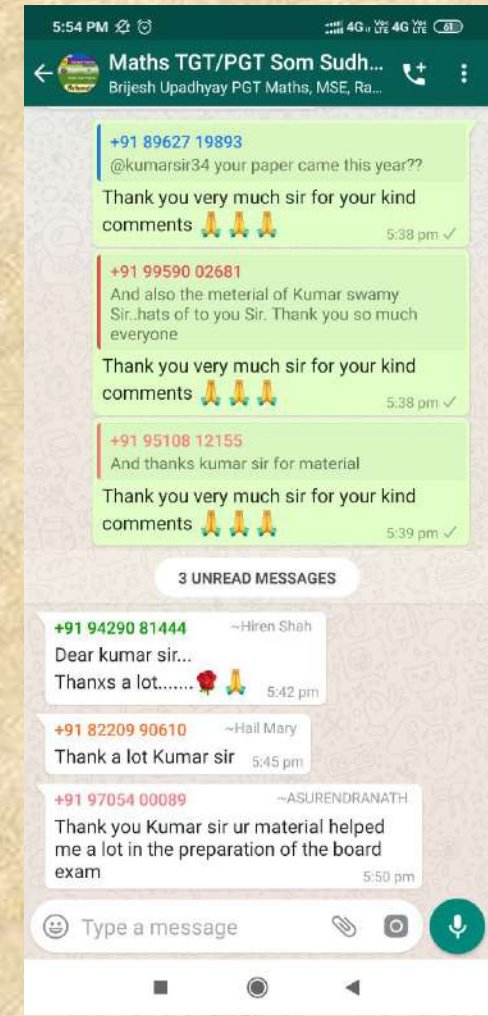 5:54 PM
4G 4G 61
Maths TGT/PGT Som Sudh...
Brijesh Upadhyay PGT Maths, MSE, Ra...
+91 89627 19893
@kumarsir34 your paper came this year??
Thank you very much sir for your kind
comments 🙏 🙏 🙏
5:38 pm ✓
+91 99590 02681
And also the meterial of Kumar swamy
Sir..hats of to you Sir. Thank you so much
everyone
Thank you very much sir for your kind
comments 🙏 🙏 🙏
5:38 pm ✓
+91 95108 12155
And thanks kumar sir for material
Thank you very much sir for your kind
comments 🙏 🙏 🙏
5:39 pm ✓
3 UNREAD MESSAGES
+91 94290 81444 ~Hiren Shah
Dear kumar sir...
Thanxs a lot.......🌹 🙏 5:42 pm
+91 82209 90610 ~Hail Mary
Thank a lot Kumar sir 5:45 pm
+91 97054 00089 ~ASURENDRANATH
Thank you Kumar sir ur material helped
me a lot in the preparation of the board
exam
5:50 pm
Type a message